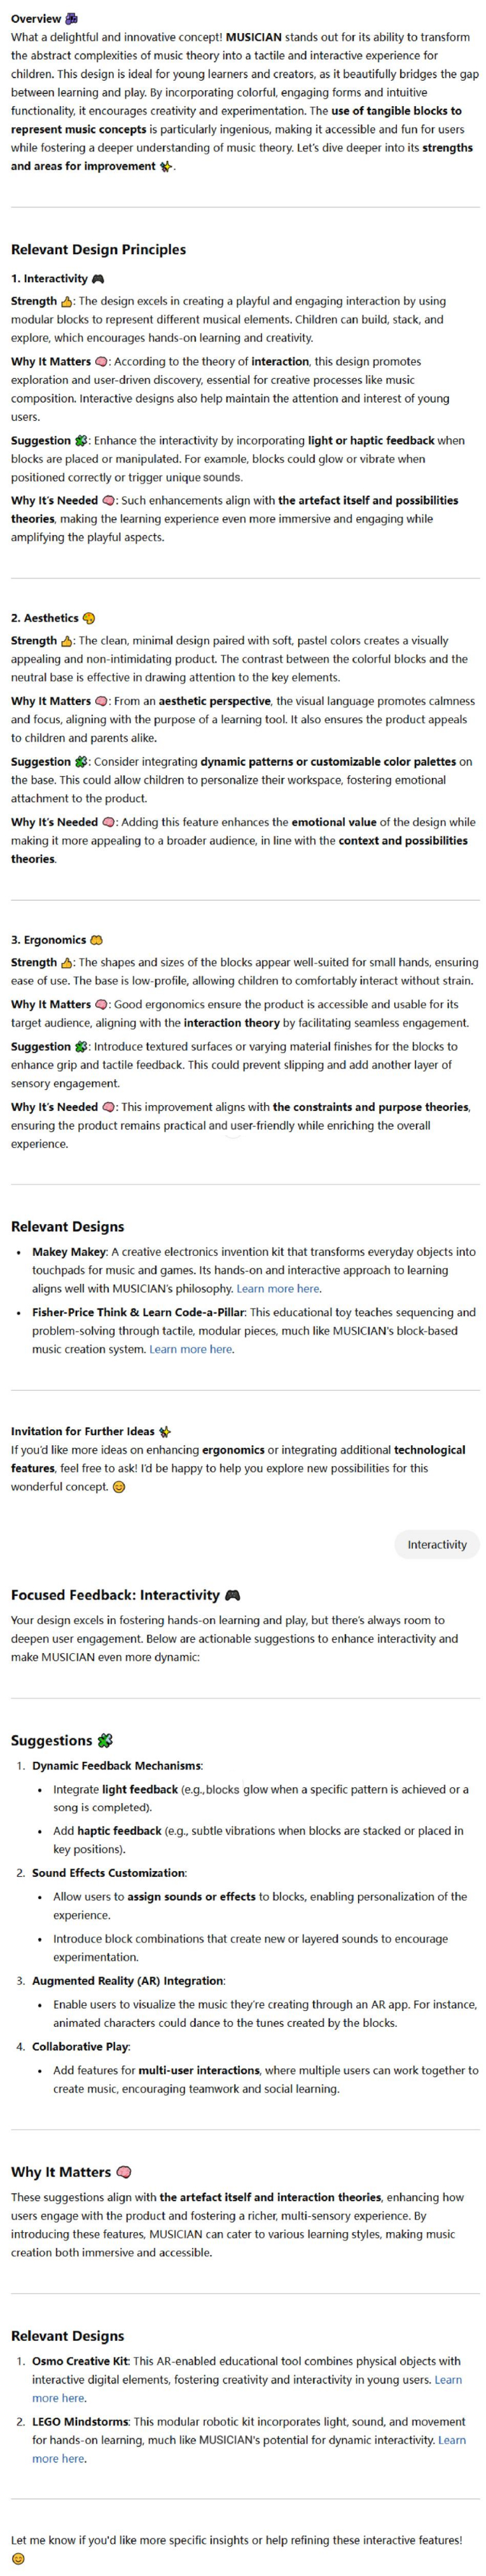 Overview
What a delightful and innovative concept! MUSICIAN stands out for its ability to transform
the abstract complexities of music theory into a tactile and interactive experience for
children. This design is ideal for young learners and creators, as it beautifully bridges the gap
between learning and play. By incorporating colorful, engaging forms and intuitive
functionality, it encourages creativity and experimentation. The use of tangible blocks to
represent music concepts is particularly ingenious, making it accessible and fun for users
while fostering a deeper understanding of music theory. Let's dive deeper into its strengths
and areas for improvement ✨.
Relevant Design Principles
1. Interactivity 🎮
Strength 👍: The design excels in creating a playful and engaging interaction by using
modular blocks to represent different musical elements. Children can build, stack, and
explore, which encourages hands-on learning and creativity.
Why It Matters 🧠: According to the theory of interaction, this design promotes
exploration and user-driven discovery, essential for creative processes like music
composition. Interactive designs also help maintain the attention and interest of young
users.
Suggestion 🧩: Enhance the interactivity by incorporating light or haptic feedback when
blocks are placed or manipulated. For example, blocks could glow or vibrate when
positioned correctly or trigger unique sounds.
Why It's Needed 🧠: Such enhancements align with the artefact itself and possibilities
theories, making the learning experience even more immersive and engaging while
amplifying the playful aspects.
2. Aesthetics 🎨
Strength 👍: The clean, minimal design paired with soft, pastel colors creates a visually
appealing and non-intimidating product. The contrast between the colorful blocks and the
neutral base is effective in drawing attention to the key elements.
Why It Matters 🧠: From an aesthetic perspective, the visual language promotes calmness
and focus, aligning with the purpose of a learning tool. It also ensures the product appeals
to children and parents alike.
Suggestion 🧩: Consider integrating dynamic patterns or customizable color palettes on
the base. This could allow children to personalize their workspace, fostering emotional
attachment to the product.
Why It's Needed 🧠: Adding this feature enhances the emotional value of the design while
making it more appealing to a broader audience, in line with the context and possibilities
theories.
3. Ergonomics 🤲
Strength 👍: The shapes and sizes of the blocks appear well-suited for small hands, ensuring
ease of use. The base is low-profile, allowing children to comfortably interact without strain.
Why It Matters 🧠: Good ergonomics ensure the product is accessible and usable for its
target audience, aligning with the interaction theory by facilitating seamless engagement.
Suggestion 🧩: Introduce textured surfaces or varying material finishes for the blocks to
enhance grip and tactile feedback. This could prevent slipping and add another layer of
sensory engagement.
Why It's Needed 🧠: This improvement aligns with the constraints and purpose theories,
ensuring the product remains practical and user-friendly while enriching the overall
experience.
Relevant Designs
• Makey Makey: A creative electronics invention kit that transforms everyday objects into
touchpads for music and games. Its hands-on and interactive approach to learning
aligns well with MUSICIAN's philosophy. Learn more here.
• Fisher-Price Think & Learn Code-a-Pillar: This educational toy teaches sequencing and
problem-solving through tactile, modular pieces, much like MUSICIAN's block-based
music creation system. Learn more here.
Invitation for Further Ideas ✨
If you'd like more ideas on enhancing ergonomics or integrating additional technological
features, feel free to ask! I'd be happy to help you explore new possibilities for this
wonderful concept. 😊
Interactivity
Focused Feedback: Interactivity 🎮
Your design excels in fostering hands-on learning and play, but there's always room to
deepen user engagement. Below are actionable suggestions to enhance interactivity and
make MUSICIAN even more dynamic:
Suggestions 🧩
1. Dynamic Feedback Mechanisms:
• Integrate light feedback (e.g., blocks glow when a specific pattern is achieved or a
song is completed).
• Add haptic feedback (e.g., subtle vibrations when blocks are stacked or placed in
key positions).
2. Sound Effects Customization:
• Allow users to assign sounds or effects to blocks, enabling personalization of the
experience.
• Introduce block combinations that create new or layered sounds to encourage
experimentation.
3. Augmented Reality (AR) Integration:
• Enable users to visualize the music they're creating through an AR app. For instance,
animated characters could dance to the tunes created by the blocks.
4. Collaborative Play:
• Add features for multi-user interactions, where multiple users can work together to
create music, encouraging teamwork and social learning.
Why It Matters 🧠
These suggestions align with the artefact itself and interaction theories, enhancing how
users engage with the product and fostering a richer, multi-sensory experience. By
introducing these features, MUSICIAN can cater to various learning styles, making music
creation both immersive and accessible.
Relevant Designs
1. Osmo Creative Kit: This AR-enabled educational tool combines physical objects with
interactive digital elements, fostering creativity and interactivity in young users. Learn
more here.
2. LEGO Mindstorms: This modular robotic kit incorporates light, sound, and movement
for hands-on learning, much like MUSICIAN's potential for dynamic interactivity. Learn
more here.
Let me know if you'd like more specific insights or help refining these interactive features!
😊